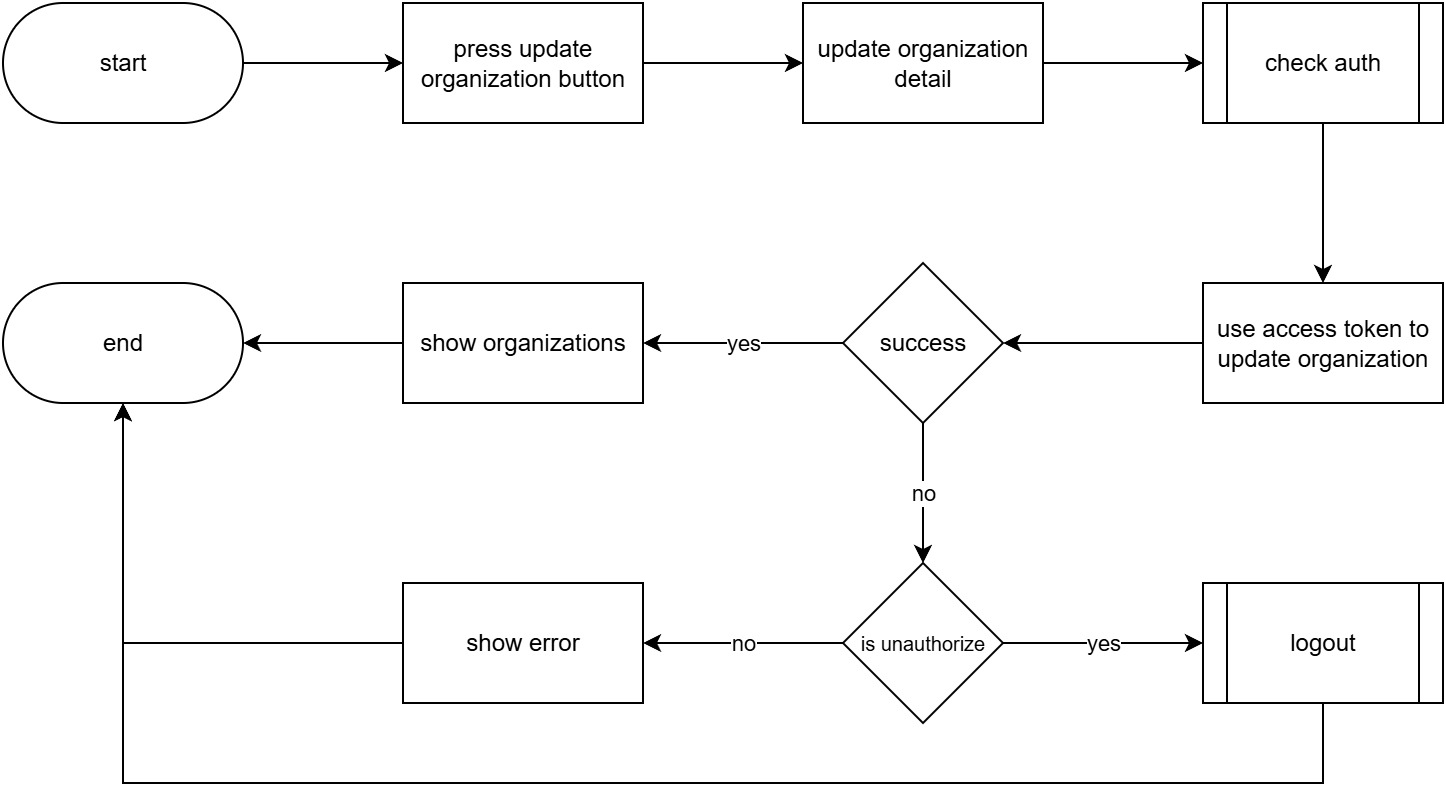 start
press update
organization button
update organization
detail
check auth
end
show organizations
yes
success
use access token to
update organization
no
show error
no
is unauthorize
yes
logout